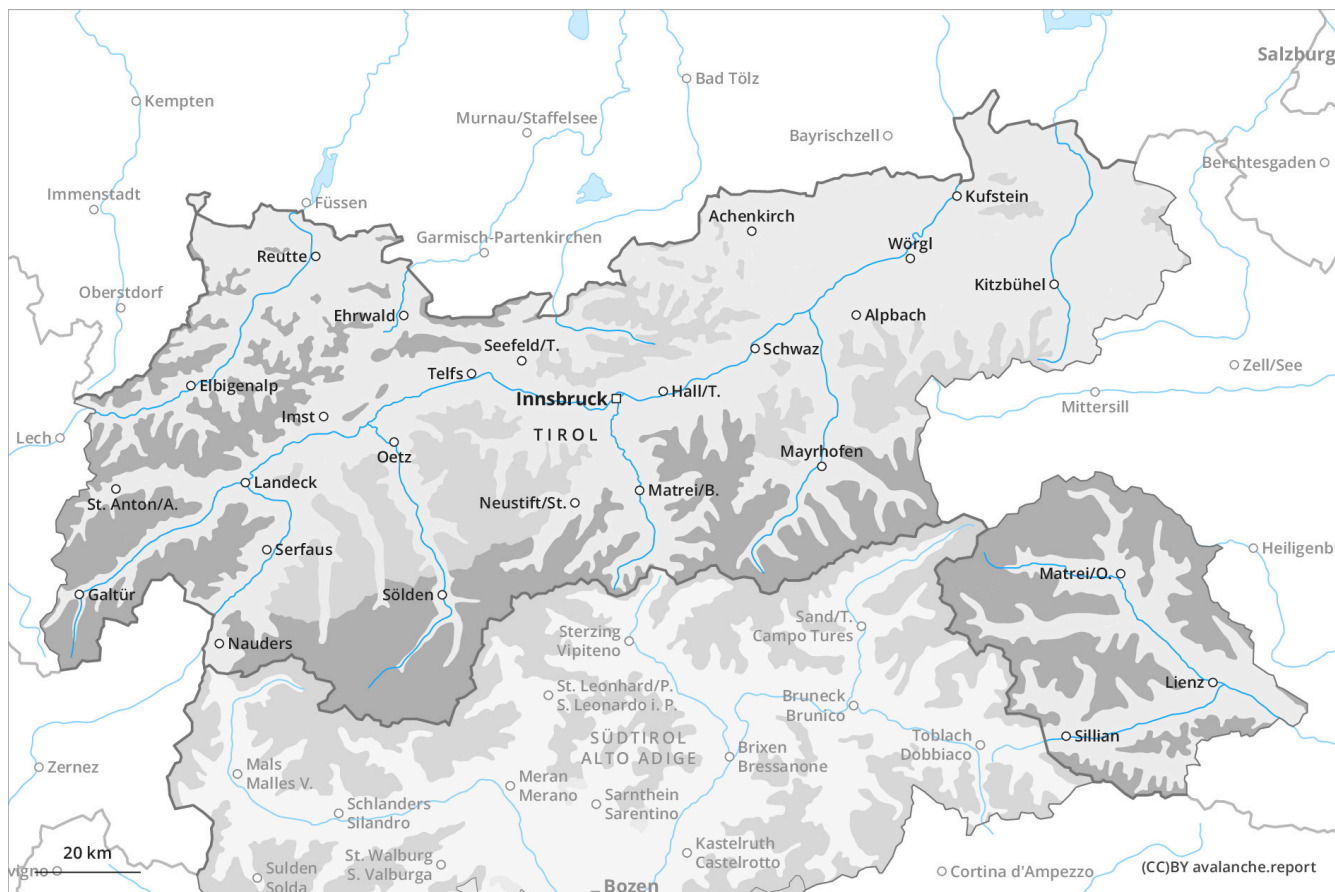 Salzburg
Bad Tölz
Kempten
Murnau/Staffelsee
Bayrischzell
Berchtesgaden
Immenstadt
Füssen
Kufstein
Achenkirch
Garmisch-Partenkirchen
Wörgl
Reutte
Kitzbühel
Oberstdorf
Ehrwald
Alpbach
Seefeld/T.
Schwaz
Zell/See
Telfs
Elbigenalp
Hall/T.
Innsbruck
Mittersill
Imst
Lech
TIROL
Oetz
Mayrhofen
Landeck
Matrei/B.
St. Anton/A.
Neustift/St.
Serfaus
Heiligenb
Matrei/O.
Galtür
Sölden
Sand/T.
Campo Tures
Sterzing
Vipiteno
Nauders
Lienz
St. Leonhard/P.
S. Leonardo i. P.
Bruneck
Brunico
SÜDTIROL
ALTO ADIGE
Toblach
Dobbiaco
Sillian
Brixen
Bressanone
Zernez
Mals
Malles V.
Meran
Merano
Sarnthein
Sarentino
Schlanders
Silandro
Kastelruth
Castelrotto
20 km
St. Walburg
S. Valburga
vigno
Sulden
Solda
Cortina d'Ampezzo
(CC)BY avalanche.report
Bozen